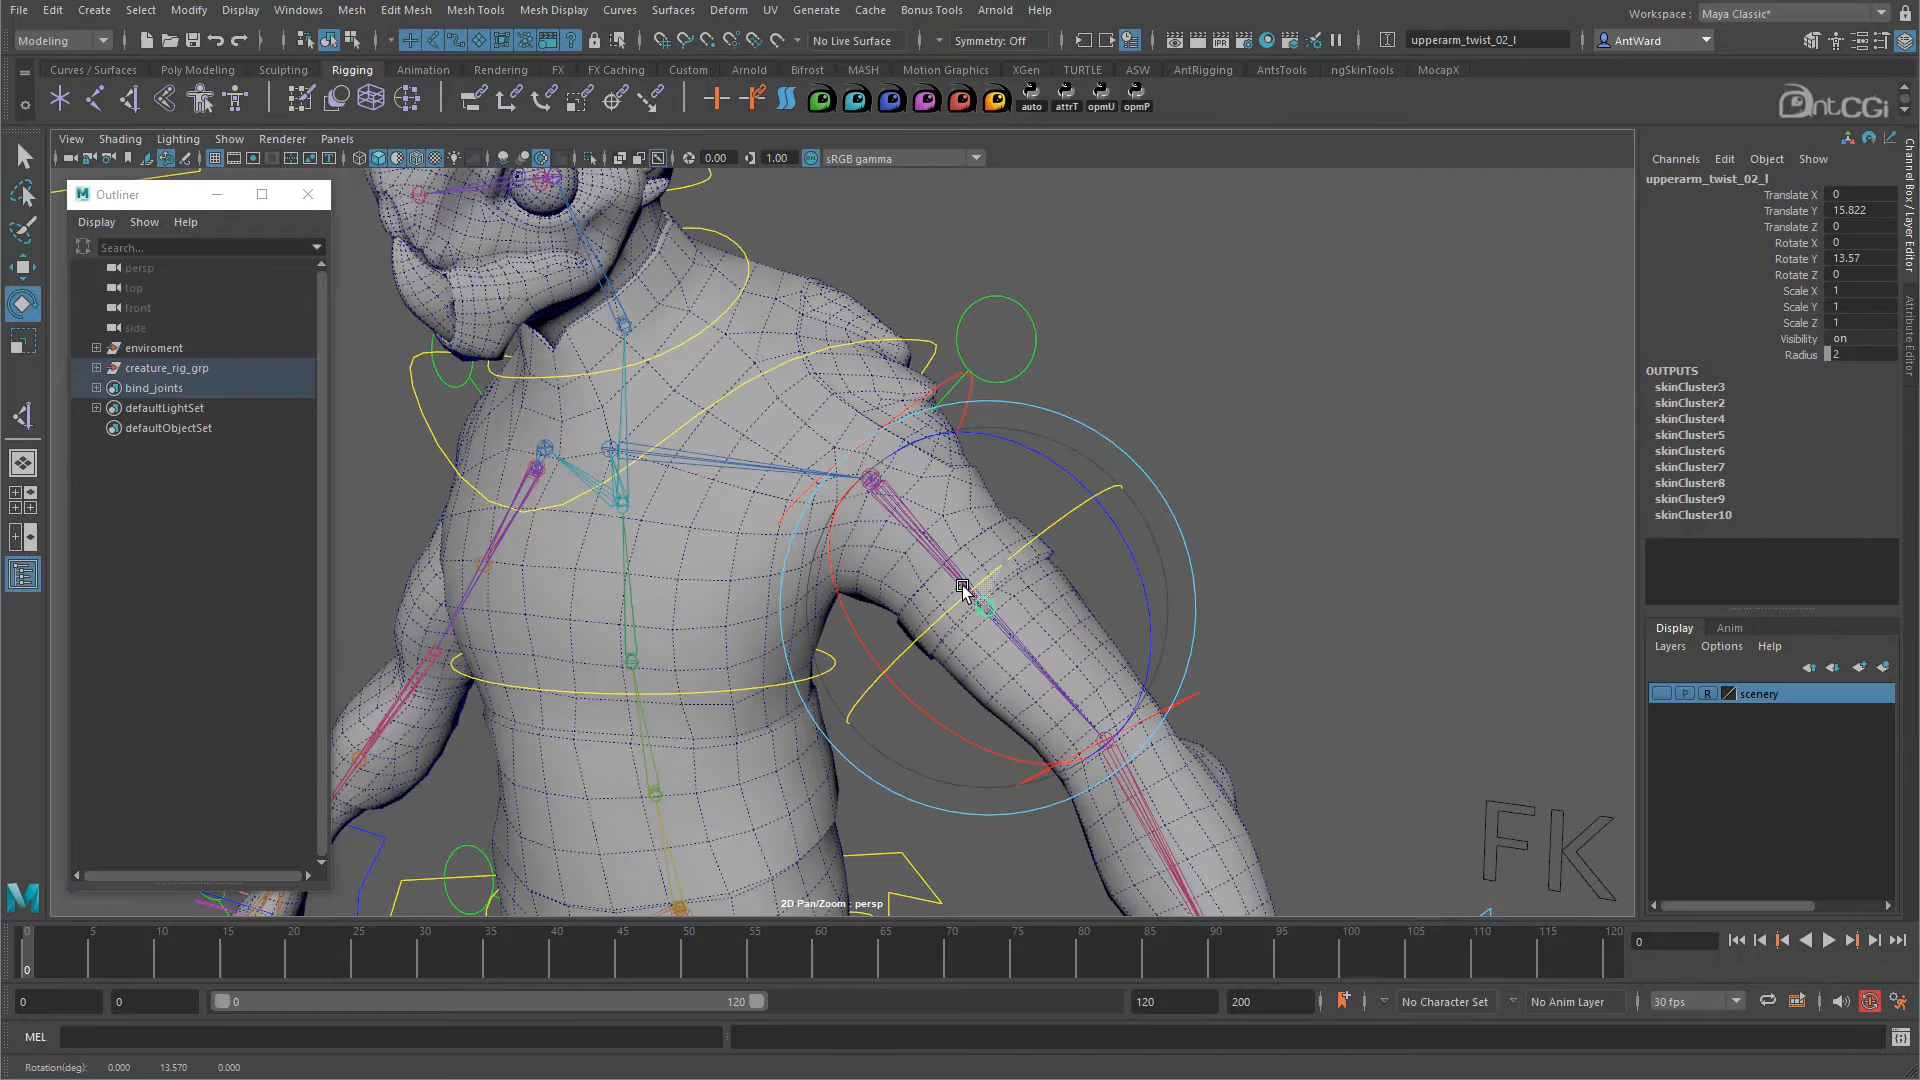 File Edit Create Select Modify Display Windows Mesh Edit Mesh Mesh Tools Mesh Display Curves Surfaces Deform UV Generate Cache Bonus Tools Arnold Help
Workspace : Maya Classic*
Modeling
No Live Surface
Symmetry: Off
upperarm_twist_02_l
AntWard
Curves / Surfaces Poly Modeling Sculpting Rigging Animation Rendering FX FX Caching Custom Arnold Bifrost MASH Motion Graphics XGen TURTLE ASW AntRigging AntsTools ngSkinTools MocapX
auto attrT opmU opmP
AntCGi
View Shading Lighting Show Renderer Panels
0.00 1.00 sRGB gamma
Outliner
Display Show Help
Search...
persp
top
front
side
enviroment
creature_rig_grp
bind_joints
defaultLightSet
defaultObjectSet
2D Pan/Zoom : persp
FK
Channels Edit Object Show
upperarm_twist_02_l
Translate X 0
Translate Y 15.822
Translate Z 0
Rotate X 0
Rotate Y 13.57
Rotate Z 0
Scale X 1
Scale Y 1
Scale Z 1
Visibility on
Radius 2
OUTPUTS
skinCluster3
skinCluster2
skinCluster4
skinCluster5
skinCluster6
skinCluster7
skinCluster8
skinCluster9
skinCluster10
Channel Box / Layer Editor
Attribute Editor
Display Anim
Layers Options Help
P R scenery
0 5 10 15 20 25 30 35 40 45 50 55 60 65 70 75 80 85 90 95 100 105 110 115 120
0
0
0 0 0 120 120 200 No Character Set No Anim Layer 30 fps
MEL
Rotation(deg): 0.000 13.570 0.000